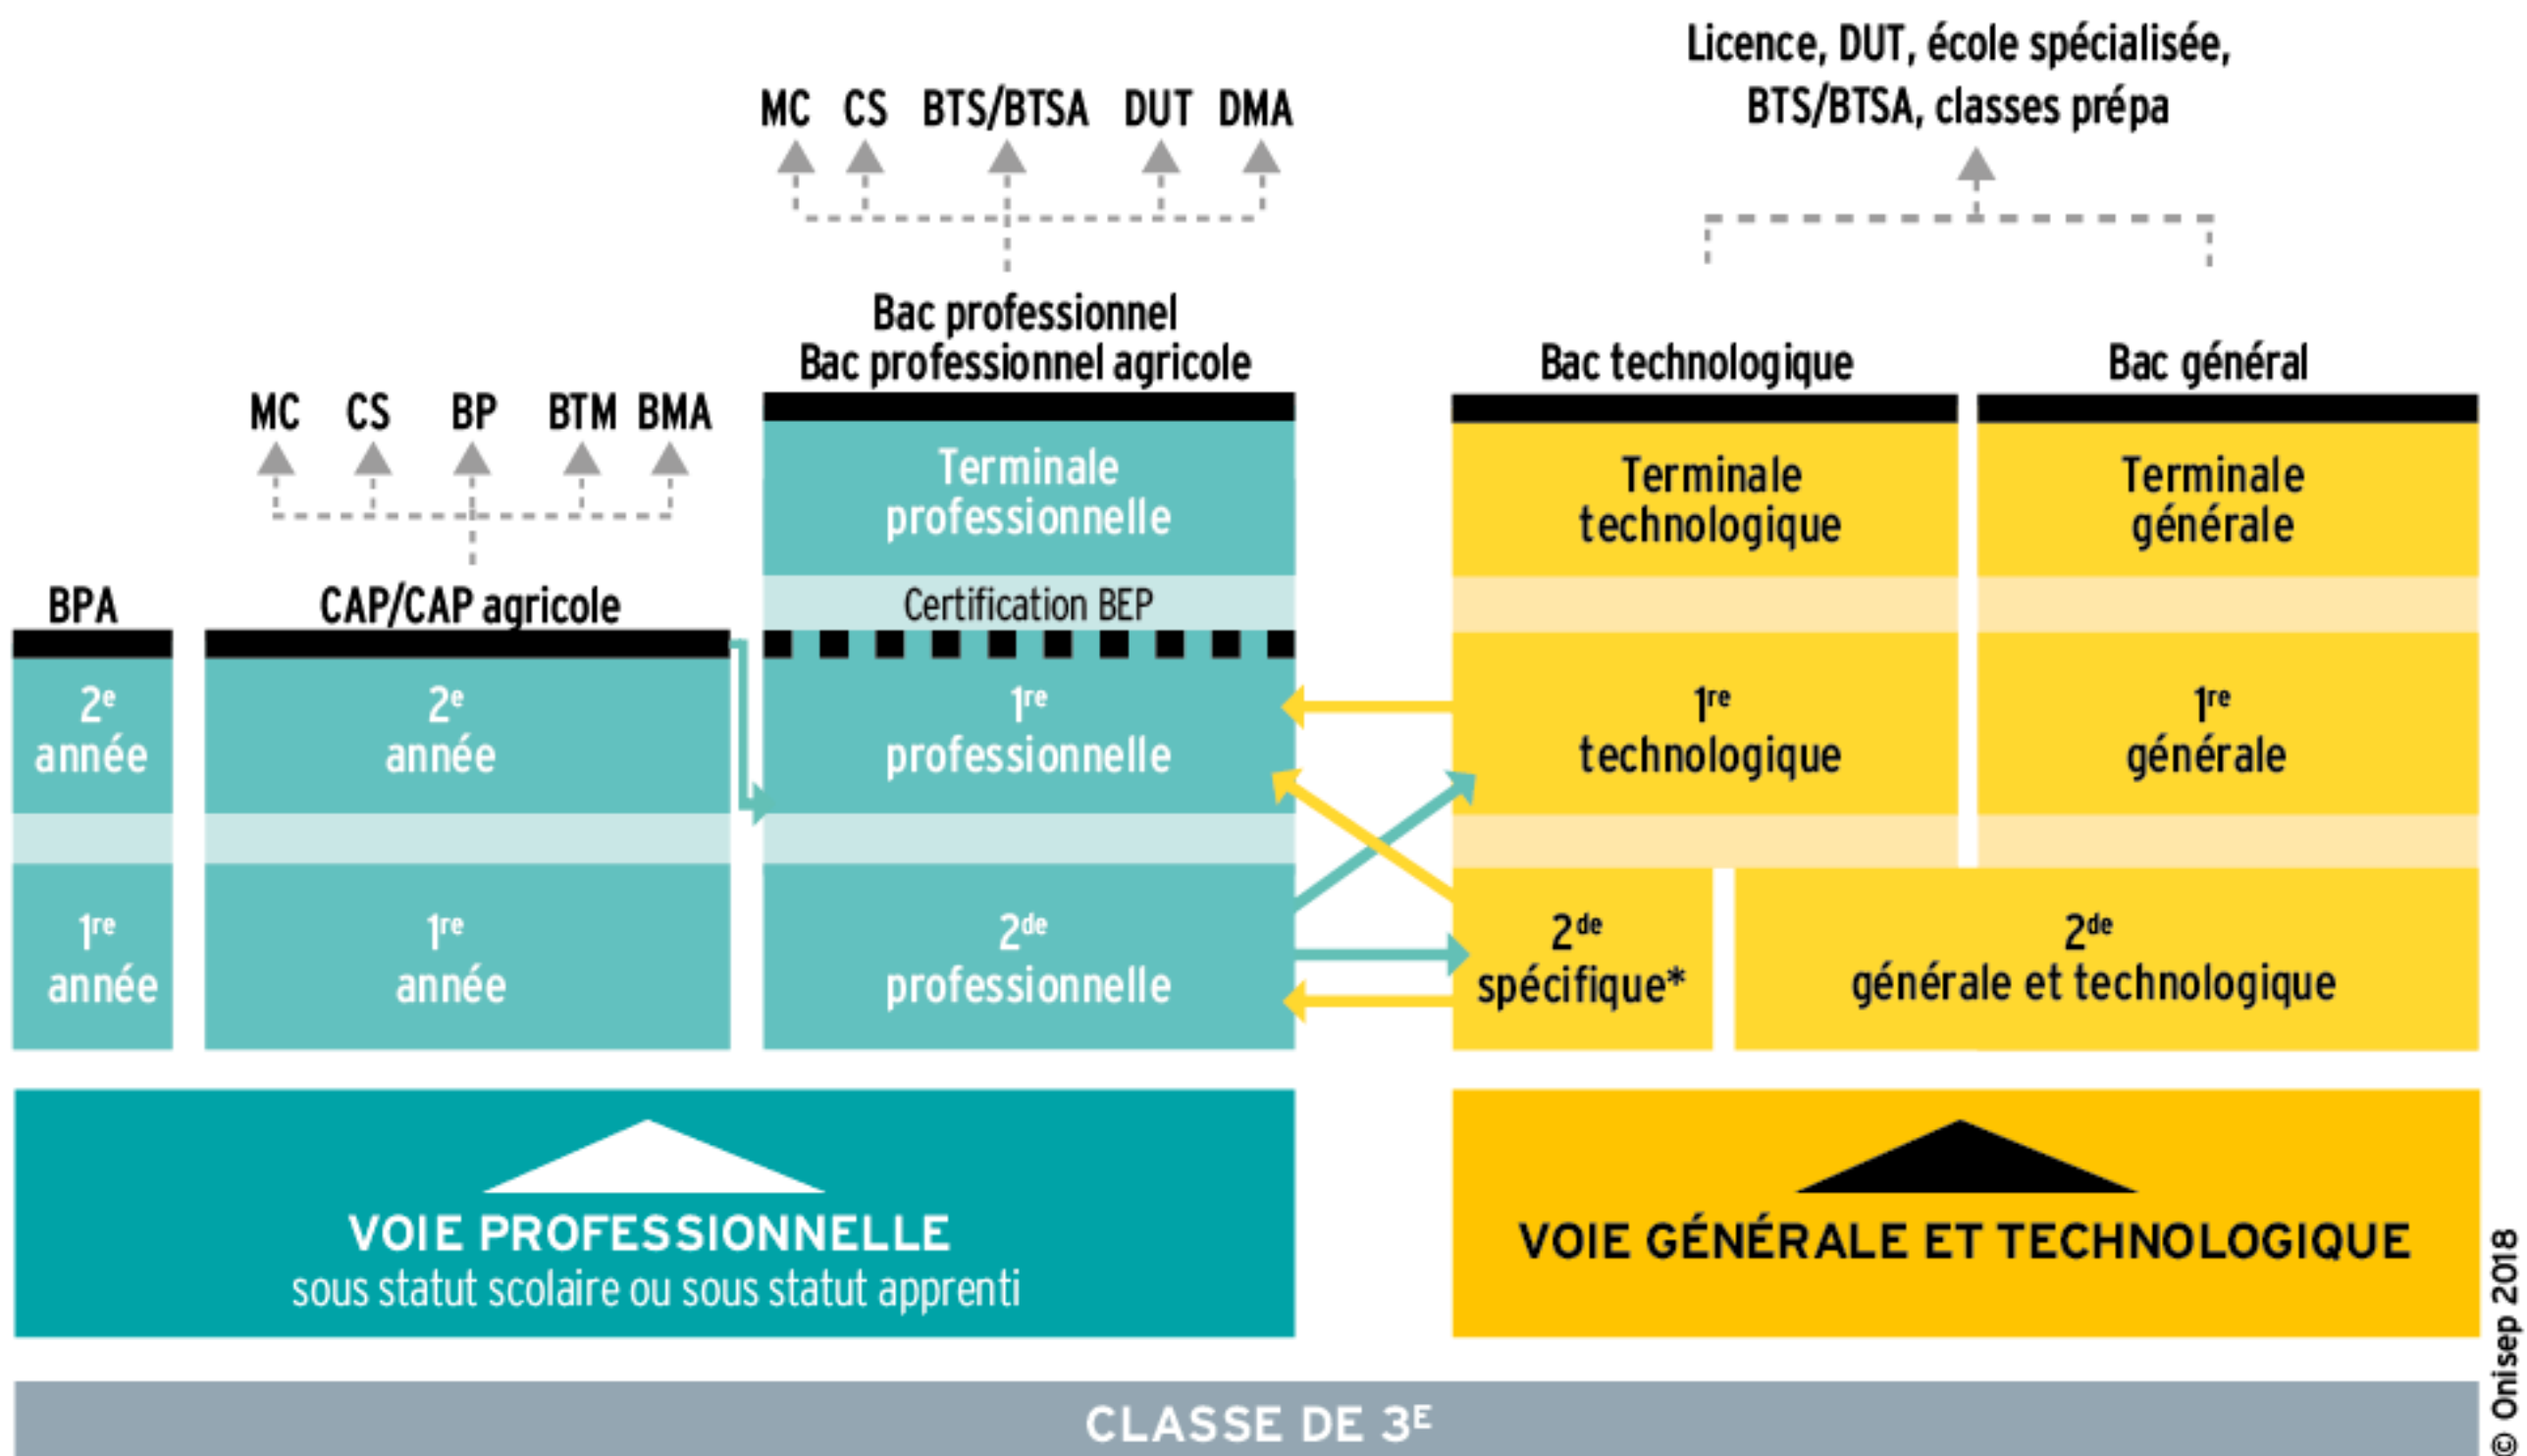 Licence, DUT, école spécialisée,
BTS/BTSA, classes prépa
MC CS BTS/BTSA DUT DMA
Bac professionnel
Bac professionnel agricole
Bac technologique
Bac général
MC CS BP BTM BMA
Terminale
professionnelle
Terminale
technologique
Terminale
générale
BPA
CAP/CAP agricole
Certification BEP
2e
année
2e
année
1re
professionnelle
1re
technologique
1re
générale
1re
année
1re
année
2de
professionnelle
2de
spécifique*
2de
générale et technologique
VOIE PROFESSIONNELLE
sous statut scolaire ou sous statut apprenti
VOIE GÉNÉRALE ET TECHNOLOGIQUE
CLASSE DE 3E
© Onisep 2018